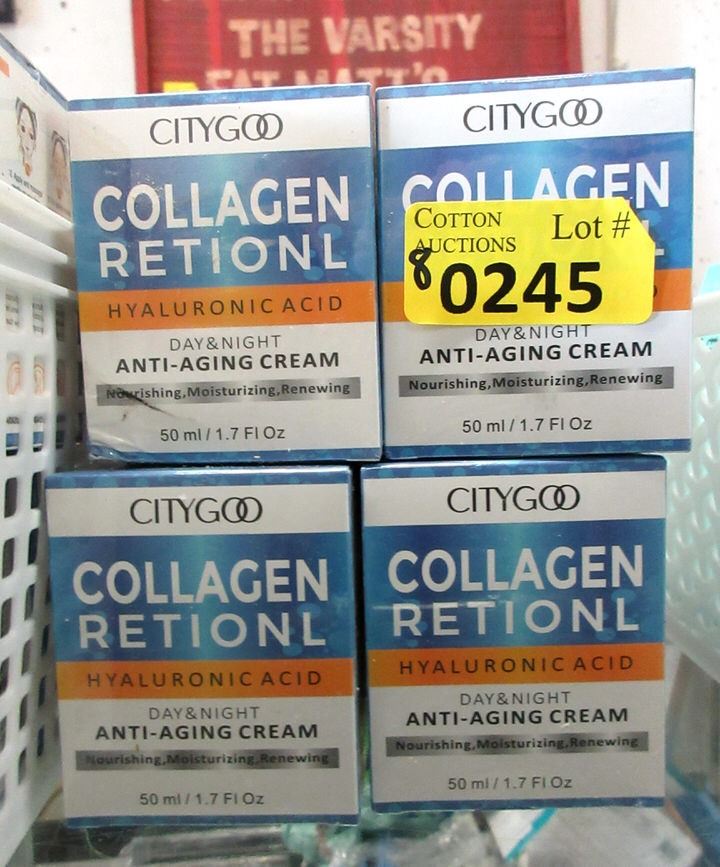 THE VARSITY
FAT MATT'S
CITYGOO
COLLAGEN
RETIONL
HYALURONIC ACID
DAY&NIGHT
ANTI-AGING CREAM
Nourishing,Moisturizing,Renewing
50 ml / 1.7 Fl Oz
CITYGOO
COLLAGEN
COTTON
AUCTIONS
Lot #
8
0245
DAY&NIGHT
ANTI-AGING CREAM
Nourishing,Moisturizing,Renewing
50 ml / 1.7 Fl Oz
CITYGOO
COLLAGEN
RETIONL
HYALURONIC ACID
DAY&NIGHT
ANTI-AGING CREAM
Nourishing,Moisturizing,Renewing
50 ml / 1.7 Fl Oz
CITYGOO
COLLAGEN
RETIONL
HYALURONIC ACID
DAY&NIGHT
ANTI-AGING CREAM
Nourishing,Moisturizing,Renewing
50 ml / 1.7 Fl Oz